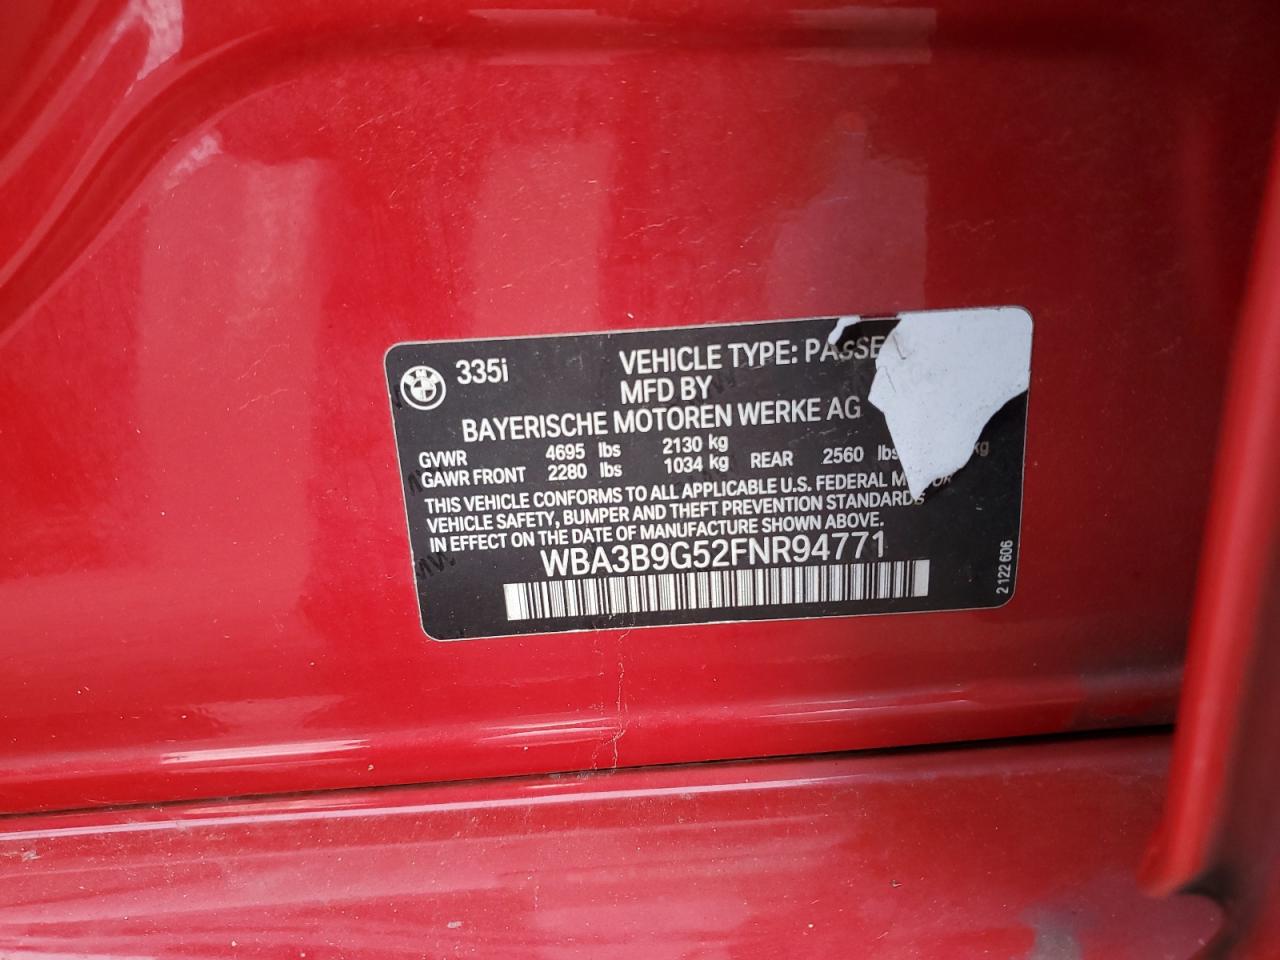 335i VEHICLE TYPE: PASSE
MFD BY
BAYERISCHE MOTOREN WERKE AG
GVWR 4695 lbs 2130 kg
GAWR FRONT 2280 lbs 1034 kg REAR 2560 lbs kg
THIS VEHICLE CONFORMS TO ALL APPLICABLE U.S. FEDERAL MOTOR
VEHICLE SAFETY, BUMPER AND THEFT PREVENTION STANDARDS
IN EFFECT ON THE DATE OF MANUFACTURE SHOWN ABOVE.
WBA3B9G52FNR94771
2 122 606